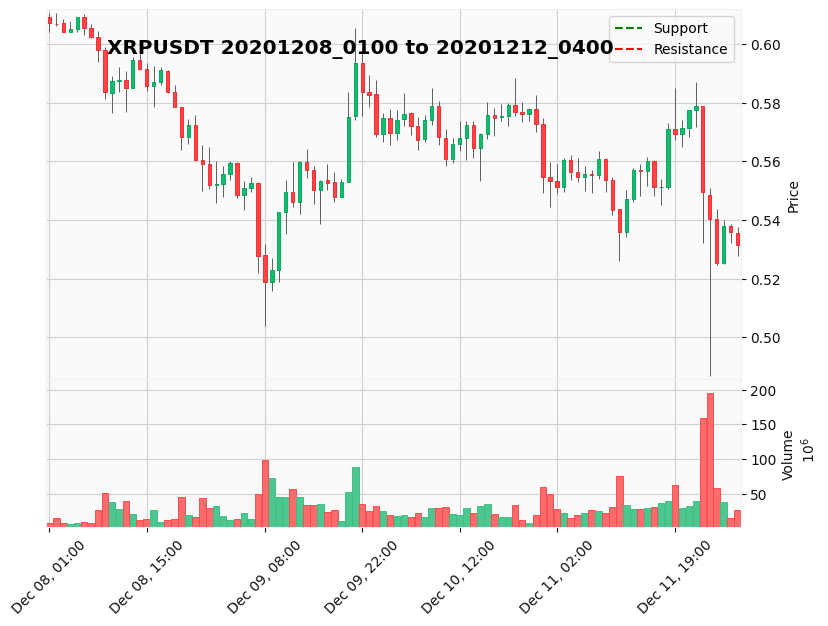 XRPUSDT 20201208_0100 to 20201212_0400
Support
Resistance
0.60
0.58
0.56
0.54
0.52
0.50
Price
200
150
100
50
Volume
10^6
Dec 08, 01:00
Dec 08, 15:00
Dec 09, 08:00
Dec 09, 22:00
Dec 10, 12:00
Dec 11, 02:00
Dec 11, 19:00